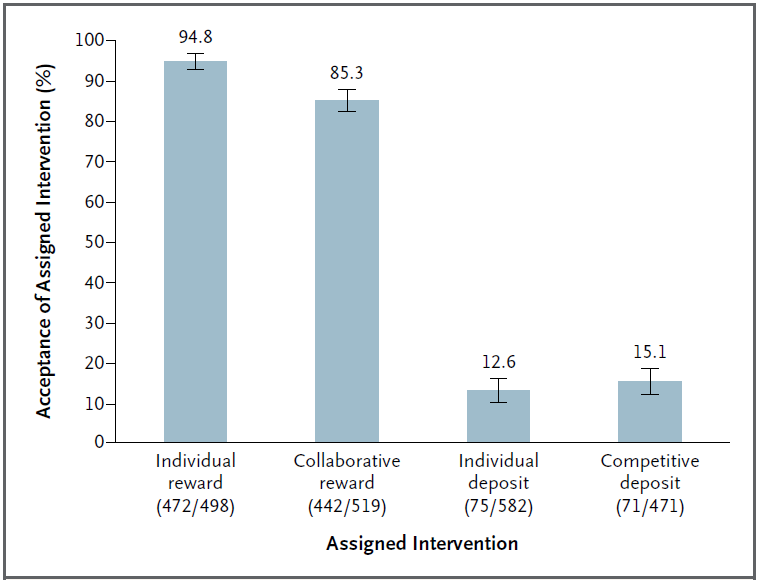 Acceptance of Assigned Intervention (%)
100
90
80
70
60
50
40
30
20
10
0
94.8
85.3
12.6
15.1
Individual
reward
(472/498)
Collaborative
reward
(442/519)
Individual
deposit
(75/582)
Competitive
deposit
(71/471)
Assigned Intervention